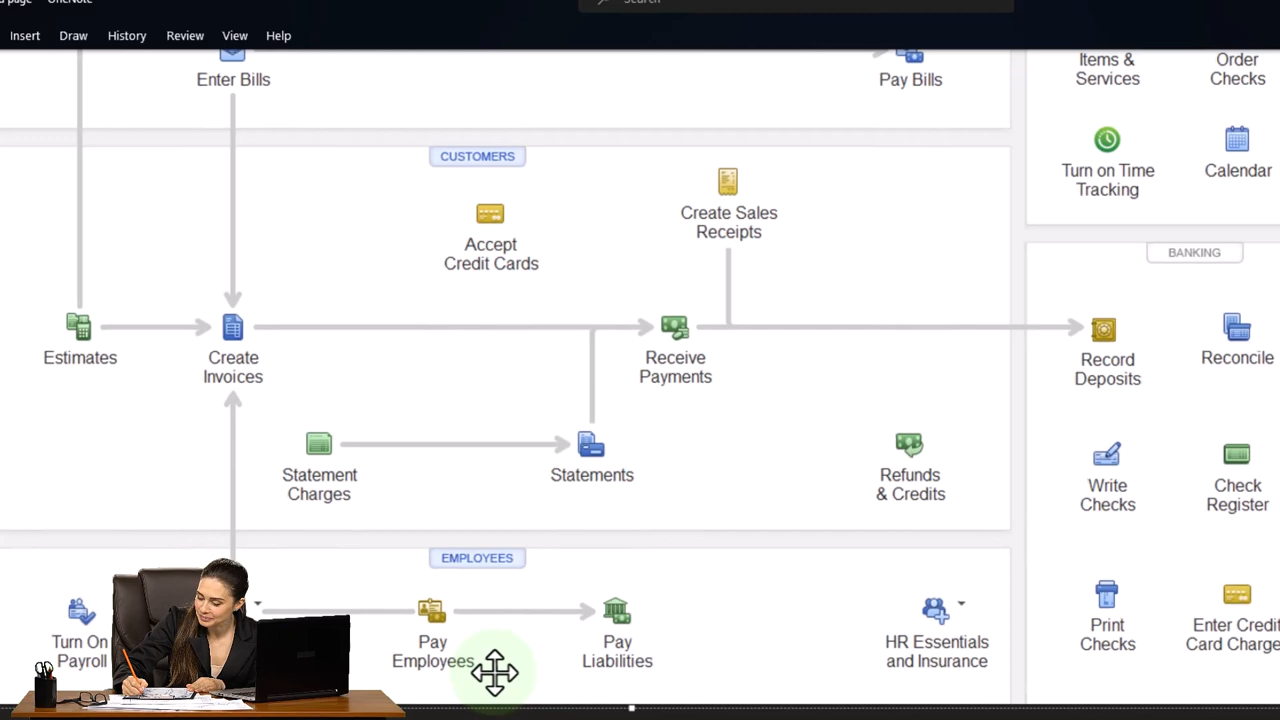 page OneNote
Search
Insert Draw History Review View Help
Enter Bills
Pay Bills
Items &
Services
Order
Checks
CUSTOMERS
Turn on Time
Tracking
Calendar
Create Sales
Receipts
Accept
Credit Cards
BANKING
Estimates
Create
Invoices
Receive
Payments
Record
Deposits
Reconcile
Statement
Charges
Statements
Refunds
& Credits
Write
Checks
Check
Register
EMPLOYEES
Turn On
Payroll
Pay
Employees
Pay
Liabilities
HR Essentials
and Insurance
Print
Checks
Enter Credit
Card Charge